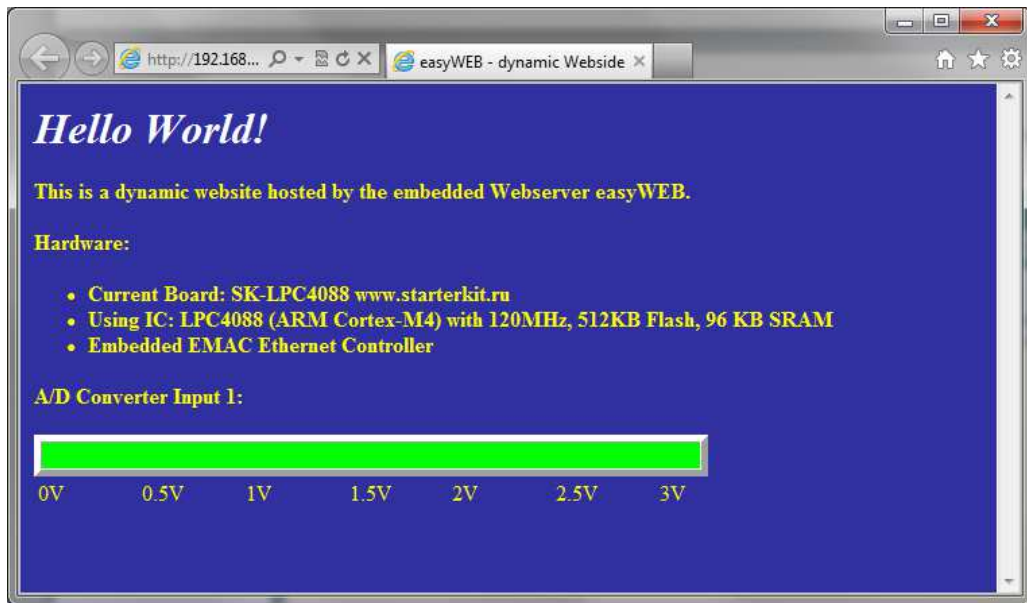 http://192.168... easyWEB - dynamic Webside
Hello World!
This is a dynamic website hosted by the embedded Webserver easyWEB.
Hardware:
Current Board: SK-LPC4088 www.starterkit.ru
Using IC: LPC4088 (ARM Cortex-M4) with 120MHz, 512KB Flash, 96 KB SRAM
Embedded EMAC Ethernet Controller
A/D Converter Input 1:
0V 0.5V 1V 1.5V 2V 2.5V 3V